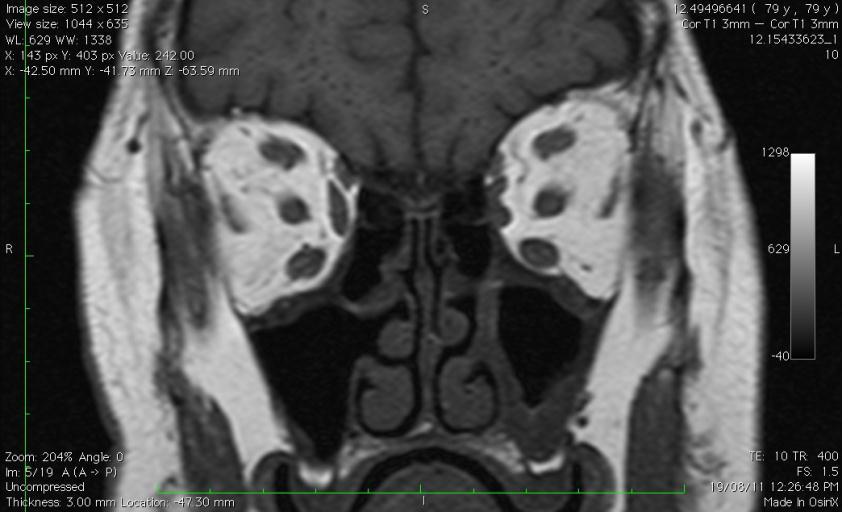 Image size: 512 x 512
View size: 1044 x 635
WL: 629 WW: 1338
X: 143 px Y: 403 px Value: 242.00
X: -42.50 mm Y: -41.73 mm Z: -63.59 mm
S
12.49496641 ( 79 y , 79 y )
Cor T1 3mm — Cor T1 3mm
12.15433623_1
10
1298
R
629
L
-40
Zoom: 204% Angle: 0
Im: 5/19 A (A -> P)
Uncompressed
Thickness: 3.00 mm Location: -47.30 mm
I
TE: 10 TR: 400
FS: 1.5
19/08/11 12:26:48 PM
Made In OsiriX